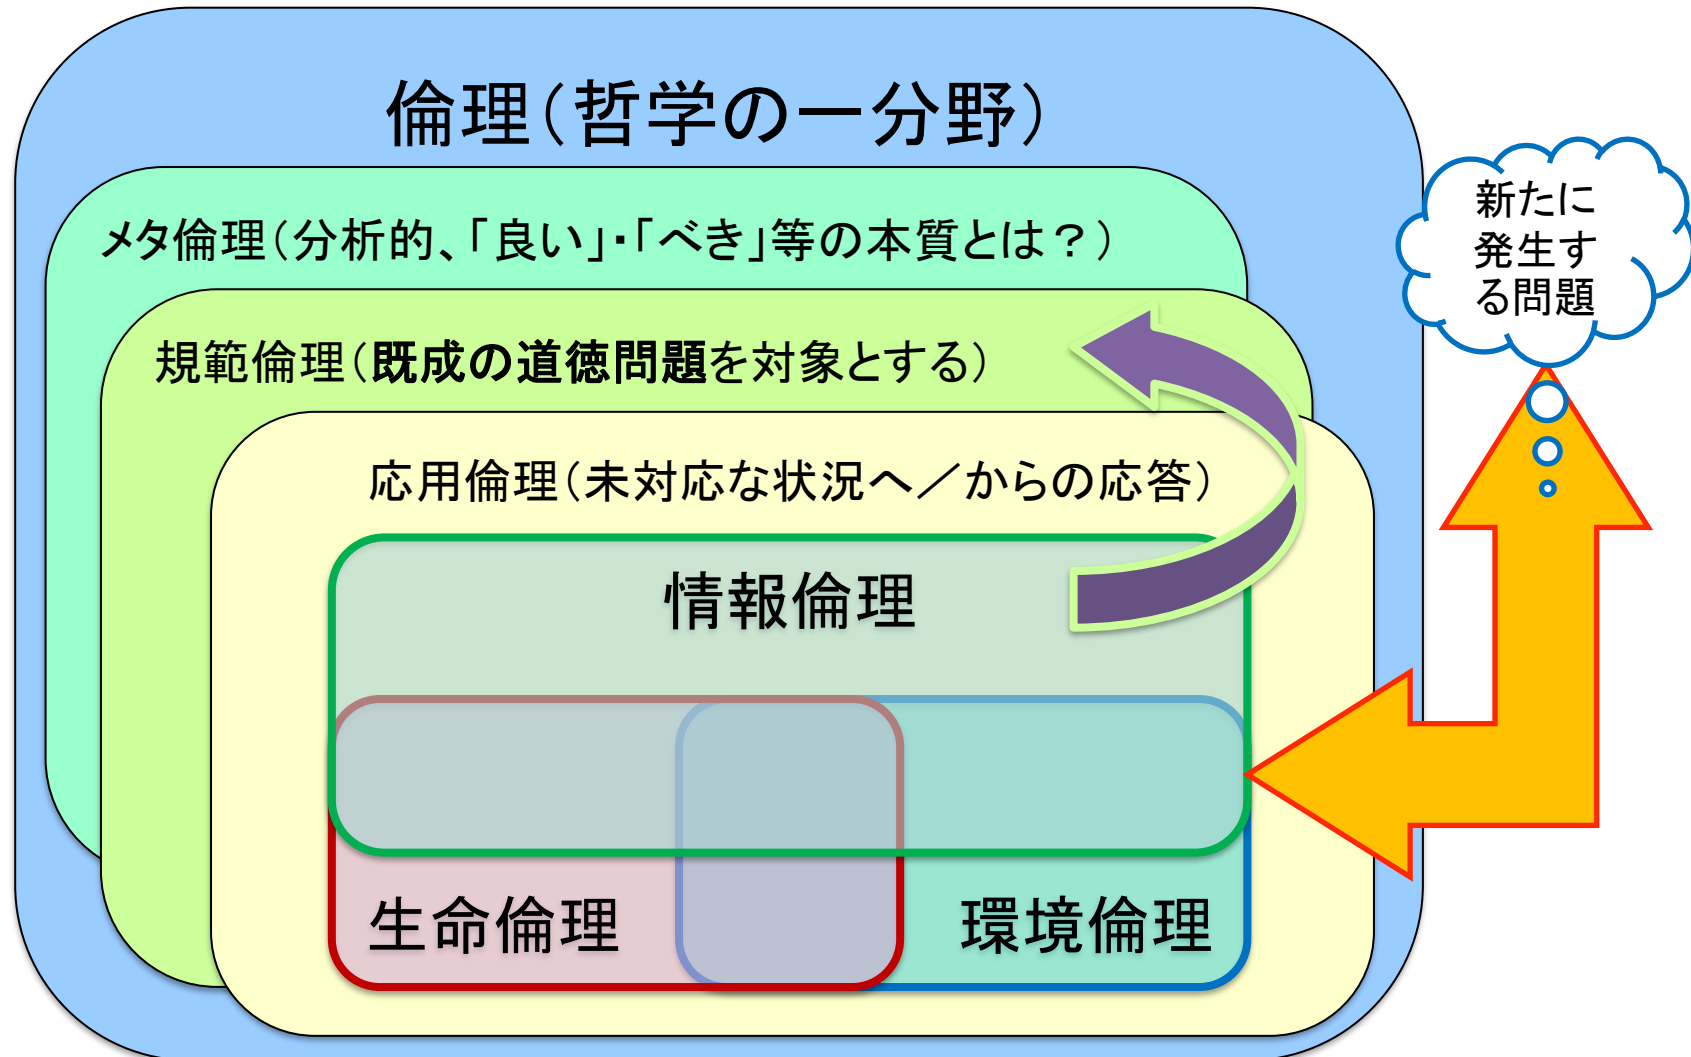 倫理（哲学の一分野）
メタ倫理（分析的、「良い」・「べき」等の本質とは？）
規範倫理（既成の道徳問題を対象とする）
応用倫理（未対応な状況へ／からの応答）
情報倫理
生命倫理
環境倫理
新たに
発生す
る問題